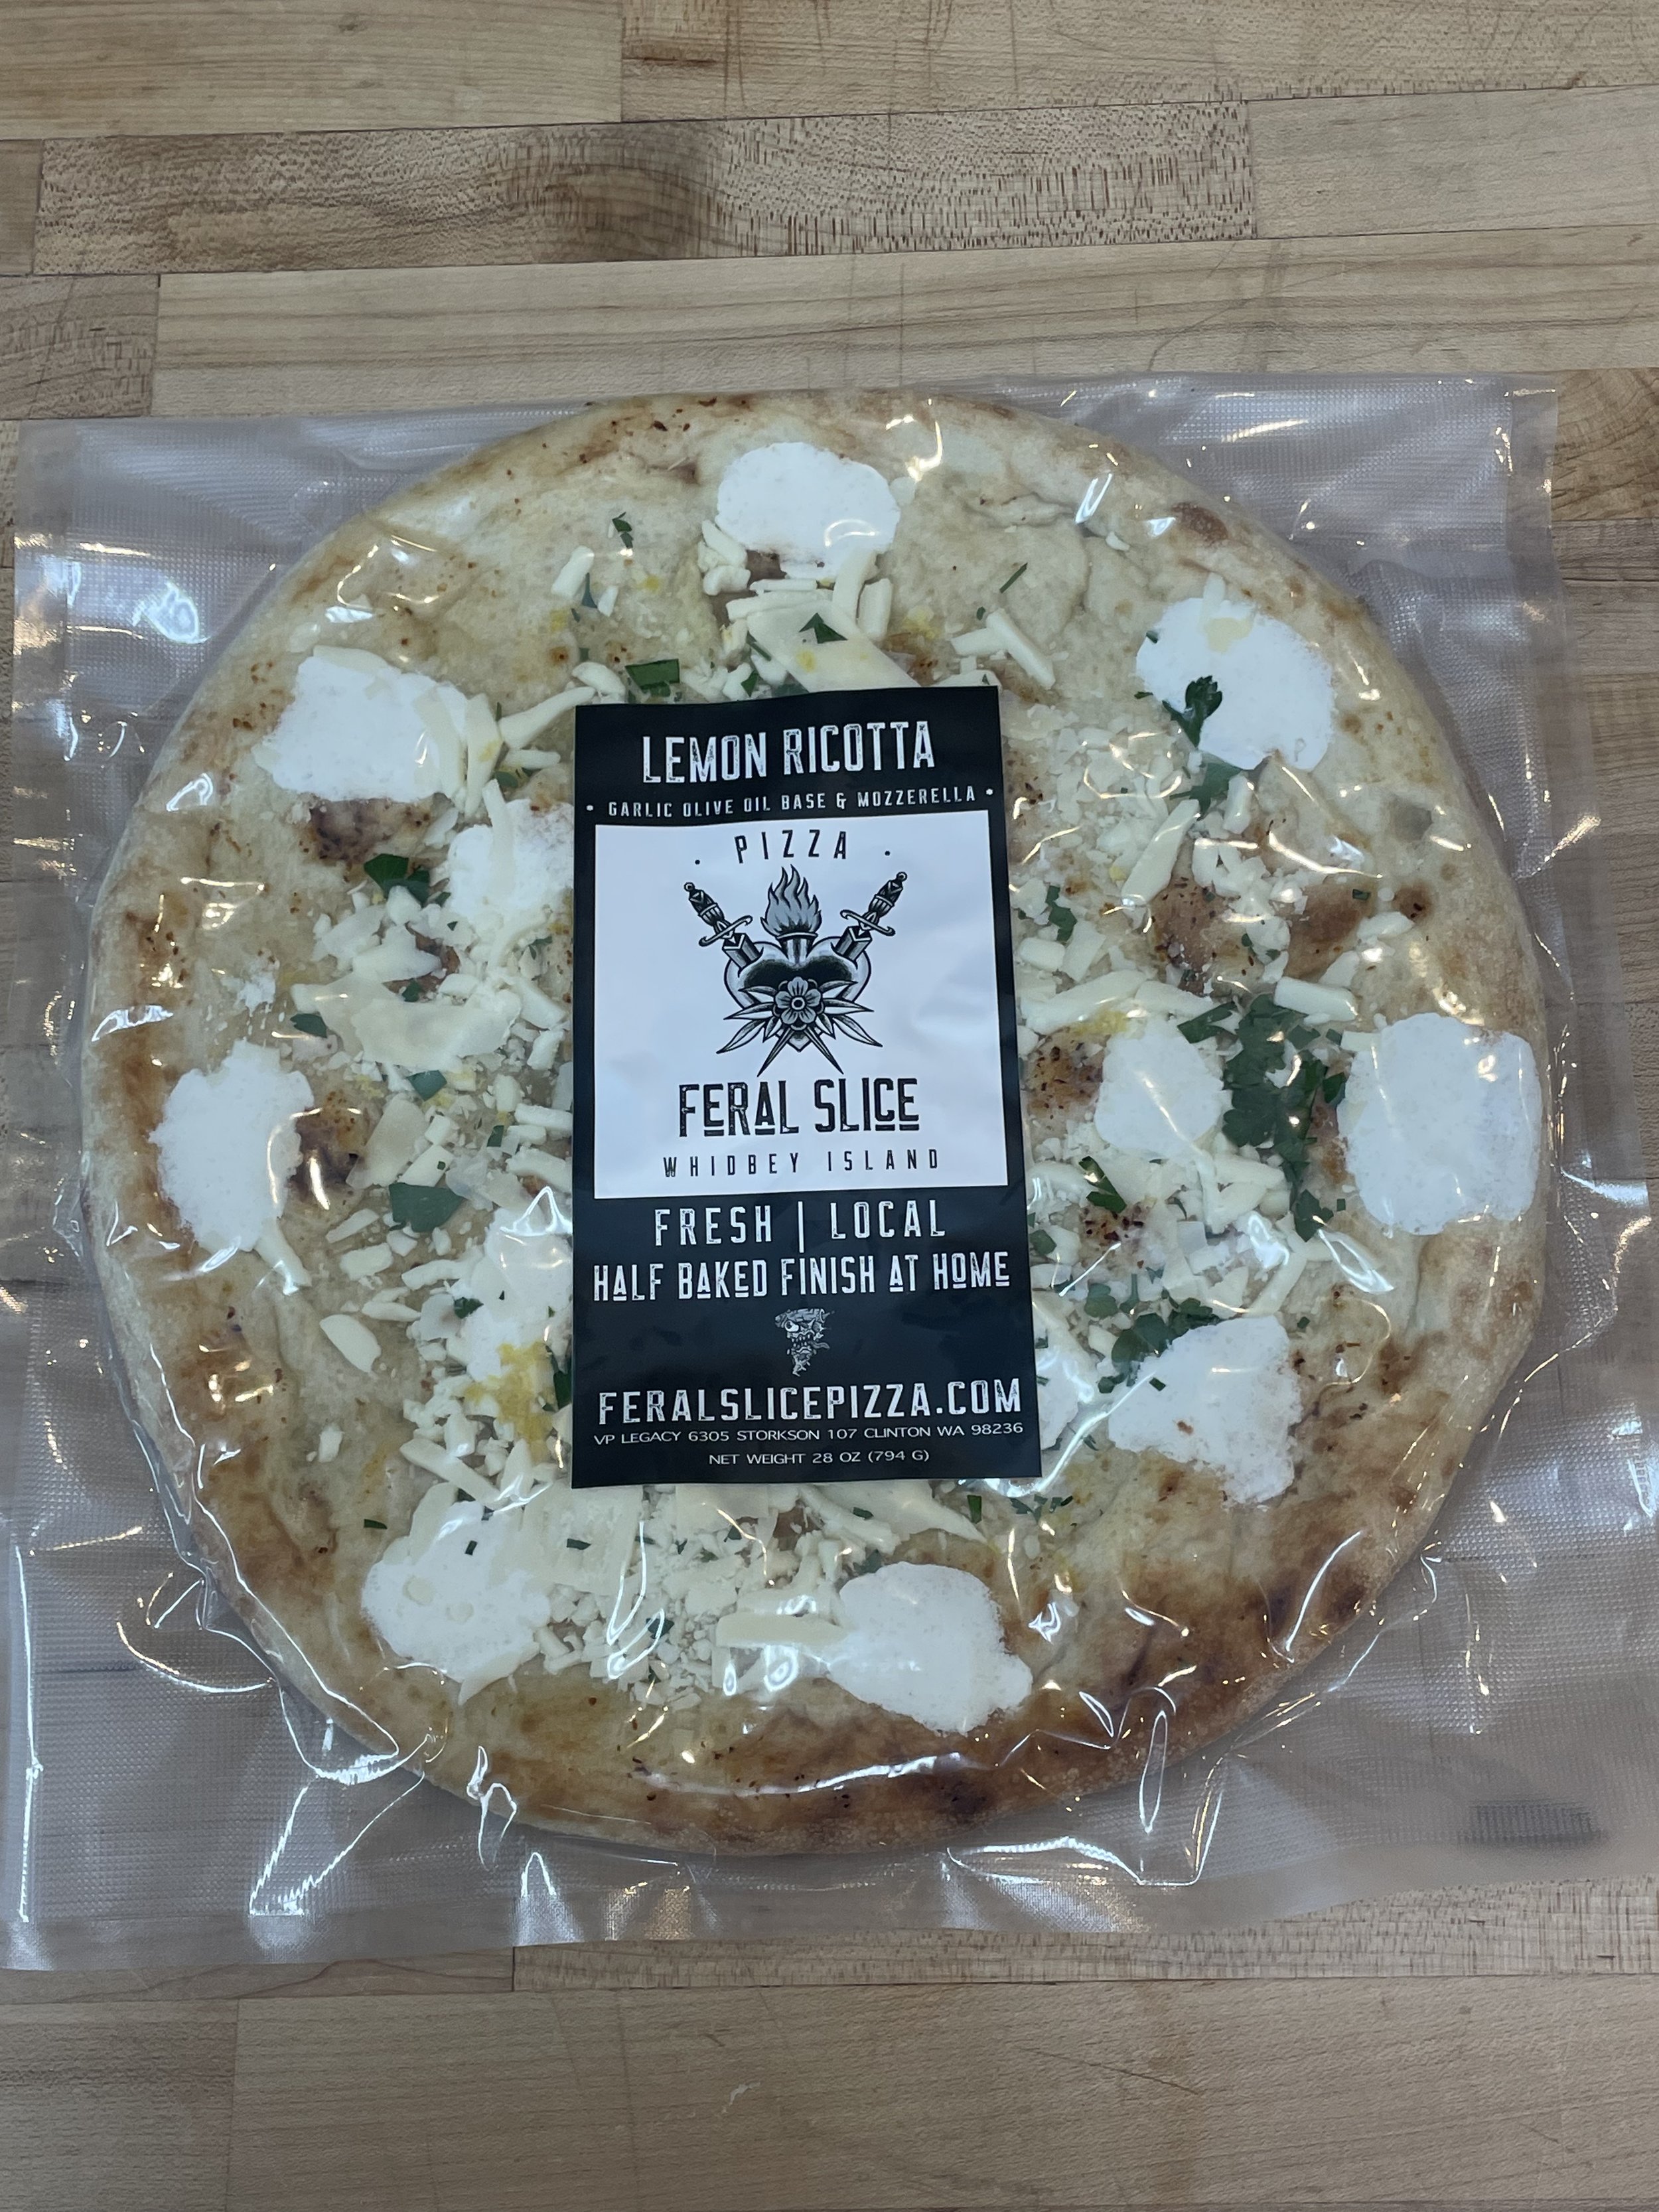 LEMON RICOTTA
• GARLIC OLIVE OIL BASE & MOZZERELLA •
· PIZZA ·
FERAL SLICE
WHIDBEY ISLAND
FRESH | LOCAL
HALF BAKED FINISH AT HOME
FERALSLICEPIZZA.COM
VP LEGACY 6305 STORKSON 107 CLINTON WA 98236
NET WEIGHT 28 OZ (794 G)